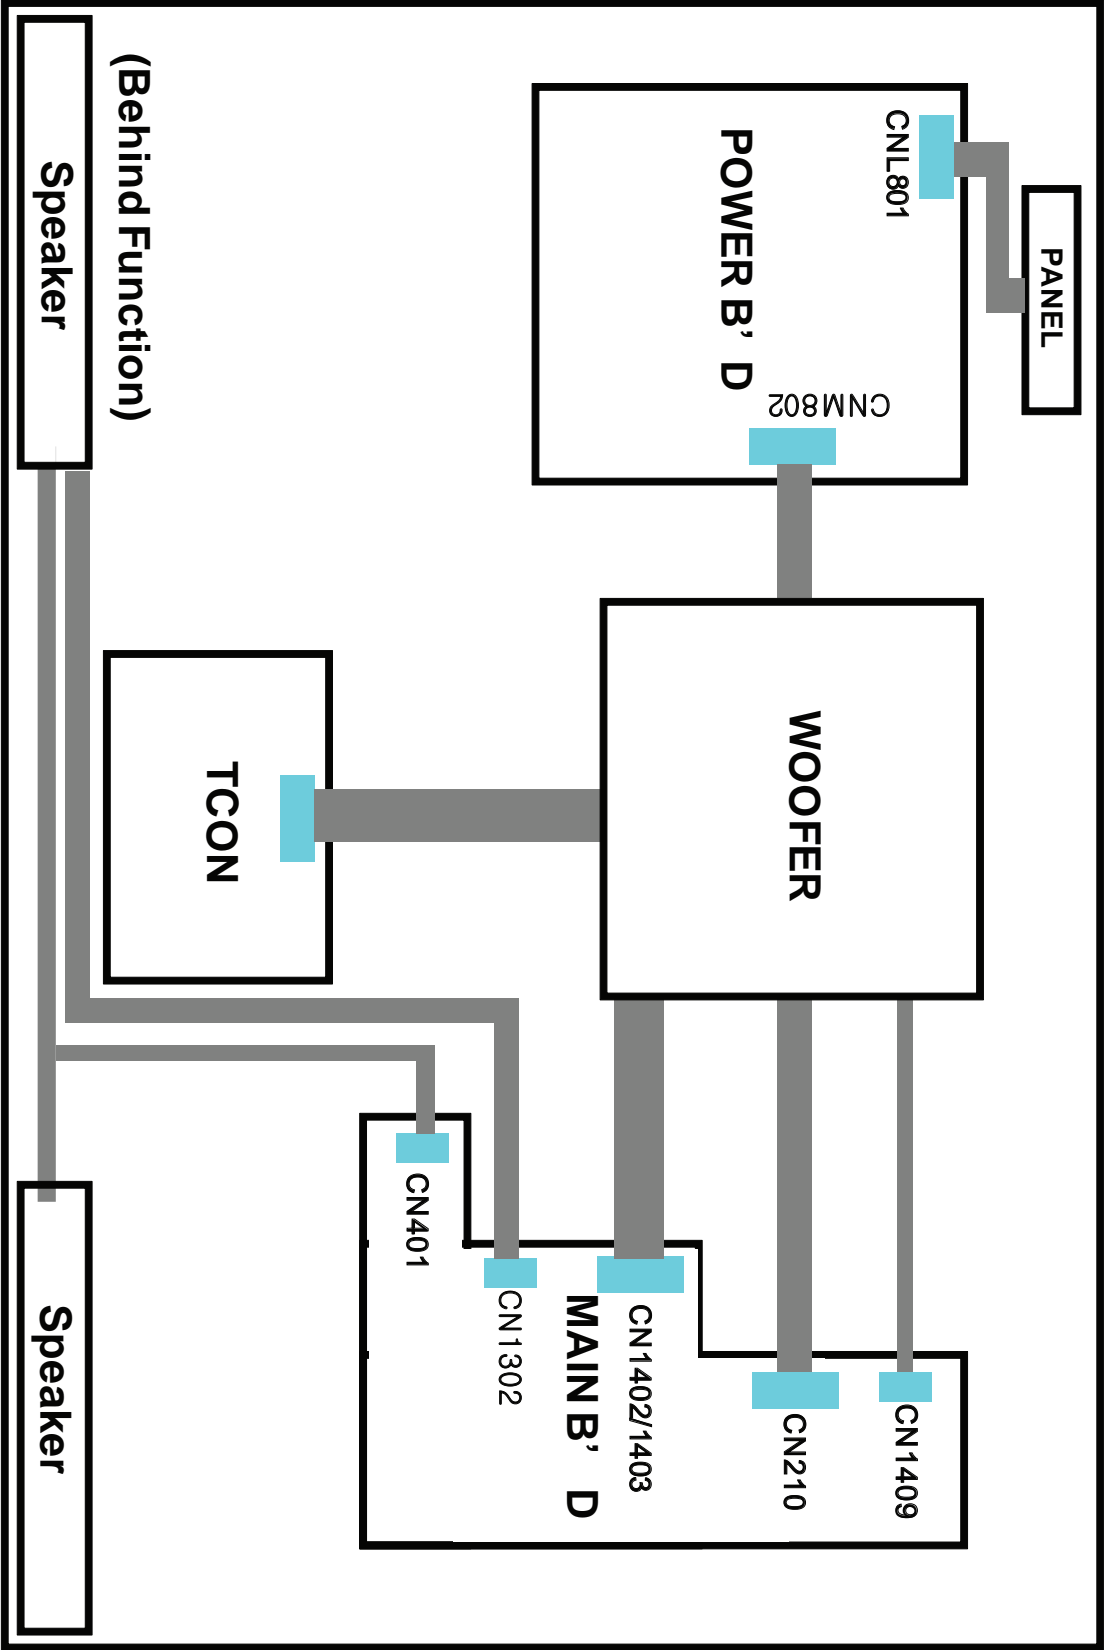 PANEL
CNL801
POWER B' D
CNM802
WOOFER
CN1409
CN210
CN1402/1403
MAIN B' D
CN1302
CN401
TCON
(Behind Function)
Speaker
Speaker